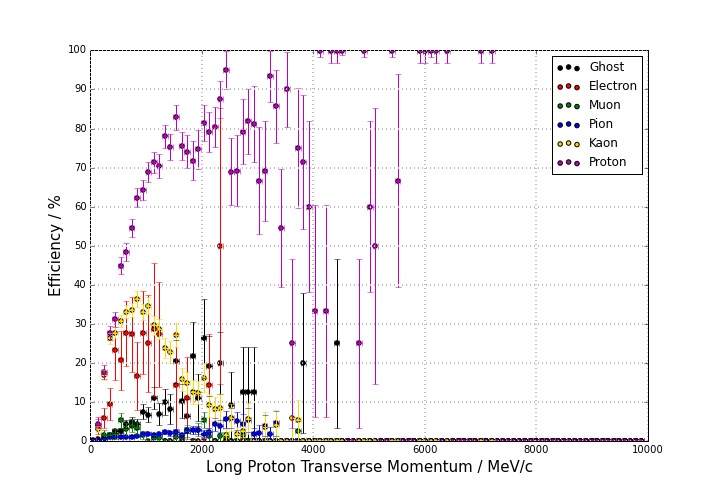 100
90
80
70
60
50
40
30
20
10
0
Efficiency / %
0 2000 4000 6000 8000 10000
Long Proton Transverse Momentum / MeV/c
Ghost
Electron
Muon
Pion
Kaon
Proton